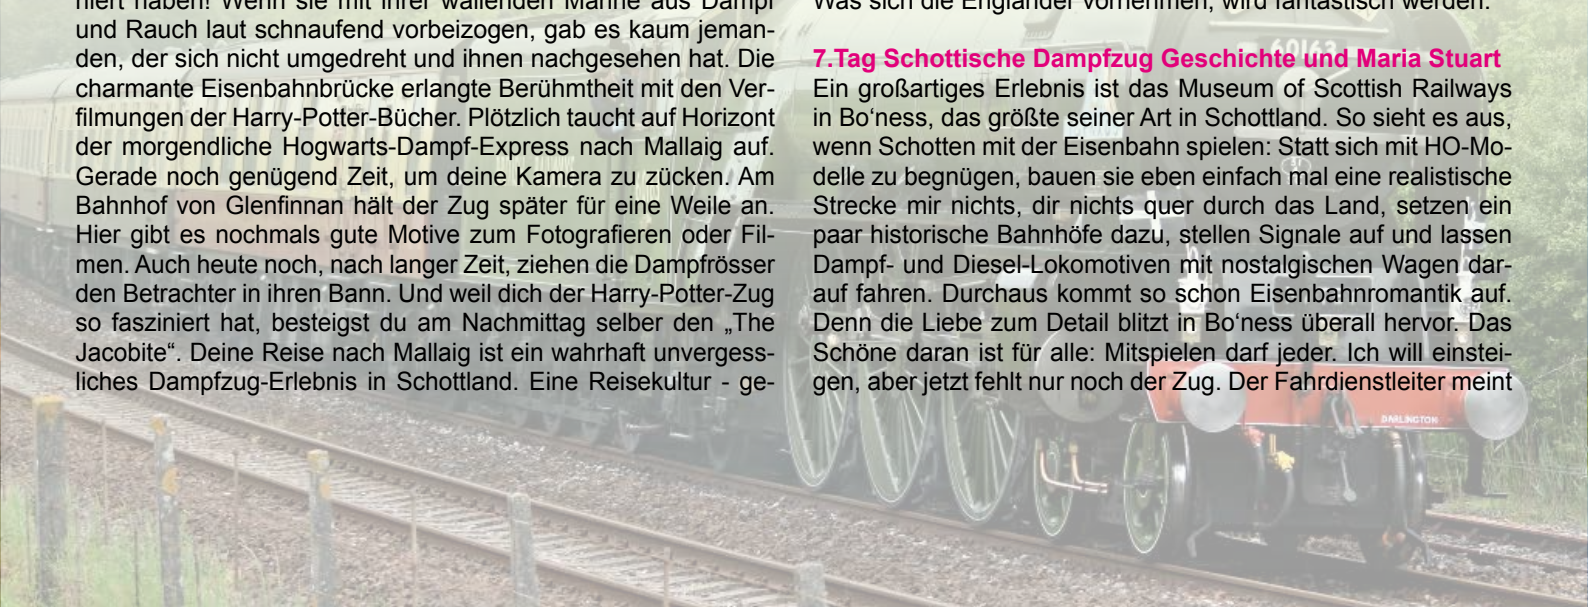 niert haben! Wenn sie mit ihrer wallenden Mähne aus Dampf
und Rauch laut schnaufend vorbeizogen, gab es kaum jeman-
den, der sich nicht umgedreht und ihnen nachgesehen hat. Die
charmante Eisenbahnbrücke erlangte Berühmtheit mit den Ver-
filmungen der Harry-Potter-Bücher. Plötzlich taucht auf Horizont
der morgendliche Hogwarts-Dampf-Express nach Mallaig auf.
Gerade noch genügend Zeit, um deine Kamera zu zücken. Am
Bahnhof von Glenfinnan hält der Zug später für eine Weile an.
Hier gibt es nochmals gute Motive zum Fotografieren oder Fil-
men. Auch heute noch, nach langer Zeit, ziehen die Dampfrösser
den Betrachter in ihren Bann. Und weil dich der Harry-Potter-Zug
so fasziniert hat, besteigst du am Nachmittag selber den „The
Jacobite“. Deine Reise nach Mallaig ist ein wahrhaft unvergess-
liches Dampfzug-Erlebnis in Schottland. Eine Reisekultur - ge-
Was sich die Engländer vornehmen, wird fantastisch werden.
7.Tag Schottische Dampfzug Geschichte und Maria Stuart
Ein großartiges Erlebnis ist das Museum of Scottish Railways
in Bo‘ness, das größte seiner Art in Schottland. So sieht es aus,
wenn Schotten mit der Eisenbahn spielen: Statt sich mit HO-Mo-
delle zu begnügen, bauen sie eben einfach mal eine realistische
Strecke mir nichts, dir nichts quer durch das Land, setzen ein
paar historische Bahnhöfe dazu, stellen Signale auf und lassen
Dampf- und Diesel-Lokomotiven mit nostalgischen Wagen dar-
auf fahren. Durchaus kommt so schon Eisenbahnromantik auf.
Denn die Liebe zum Detail blitzt in Bo‘ness überall hervor. Das
Schöne daran ist für alle: Mitspielen darf jeder. Ich will einstei-
gen, aber jetzt fehlt nur noch der Zug. Der Fahrdienstleiter meint
60163
DARLINGTON